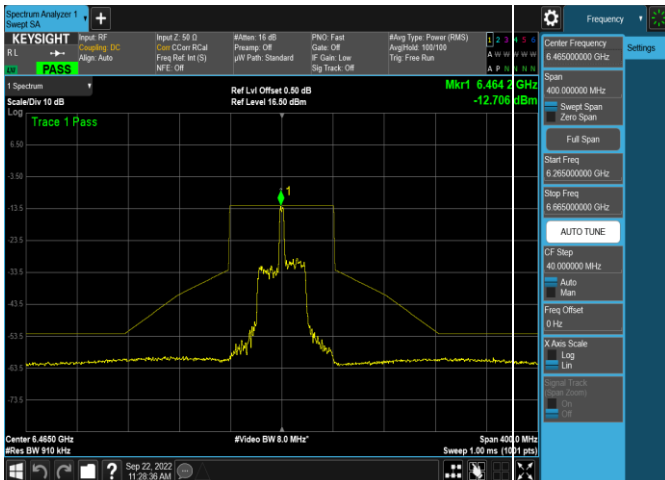 Spectrum Analyzer 1
Swept SA
+
Frequency
KEYSIGHT
RL
PASS
Input: RF
Coupling: DC
Align: Auto
Input Z: 50 Ω
Corr CCorr RCal
Freq Ref: Int (S)
NFE: Off
#Atten: 16 dB
Preamp: Off
µW Path: Standard
PNO: Fast
Gate: Off
IF Gain: Low
Sig Track: Off
#Avg Type: Power (RMS)
Avg|Hold: 100/100
Trig: Free Run
1 2 3 4 5 6
A W W W W W
A P N N N N
1 Spectrum
Scale/Div 10 dB
Log
Ref Lvl Offset 0.50 dB
Ref Level 16.50 dBm
Mkr1 6.464 2 GHz
-12.706 dBm
Trace 1 Pass
1
6.50
-3.50
-13.5
-23.5
-33.5
-43.5
-53.5
-63.5
-73.5
Center 6.4650 GHz
#Res BW 910 kHz
#Video BW 8.0 MHz*
Span 400.0 MHz
Sweep 1.00 ms (1001 pts)
Sep 22, 2022
11:28:36 AM
Center Frequency
6.465000000 GHz
Settings
Span
400.000000 MHz
Swept Span
Zero Span
Full Span
Start Freq
6.265000000 GHz
Stop Freq
6.665000000 GHz
AUTO TUNE
CF Step
40.000000 MHz
Auto
Man
Freq Offset
0 Hz
X Axis Scale
Log
Lin
Signal Track
(Span Zoom)
On
Off